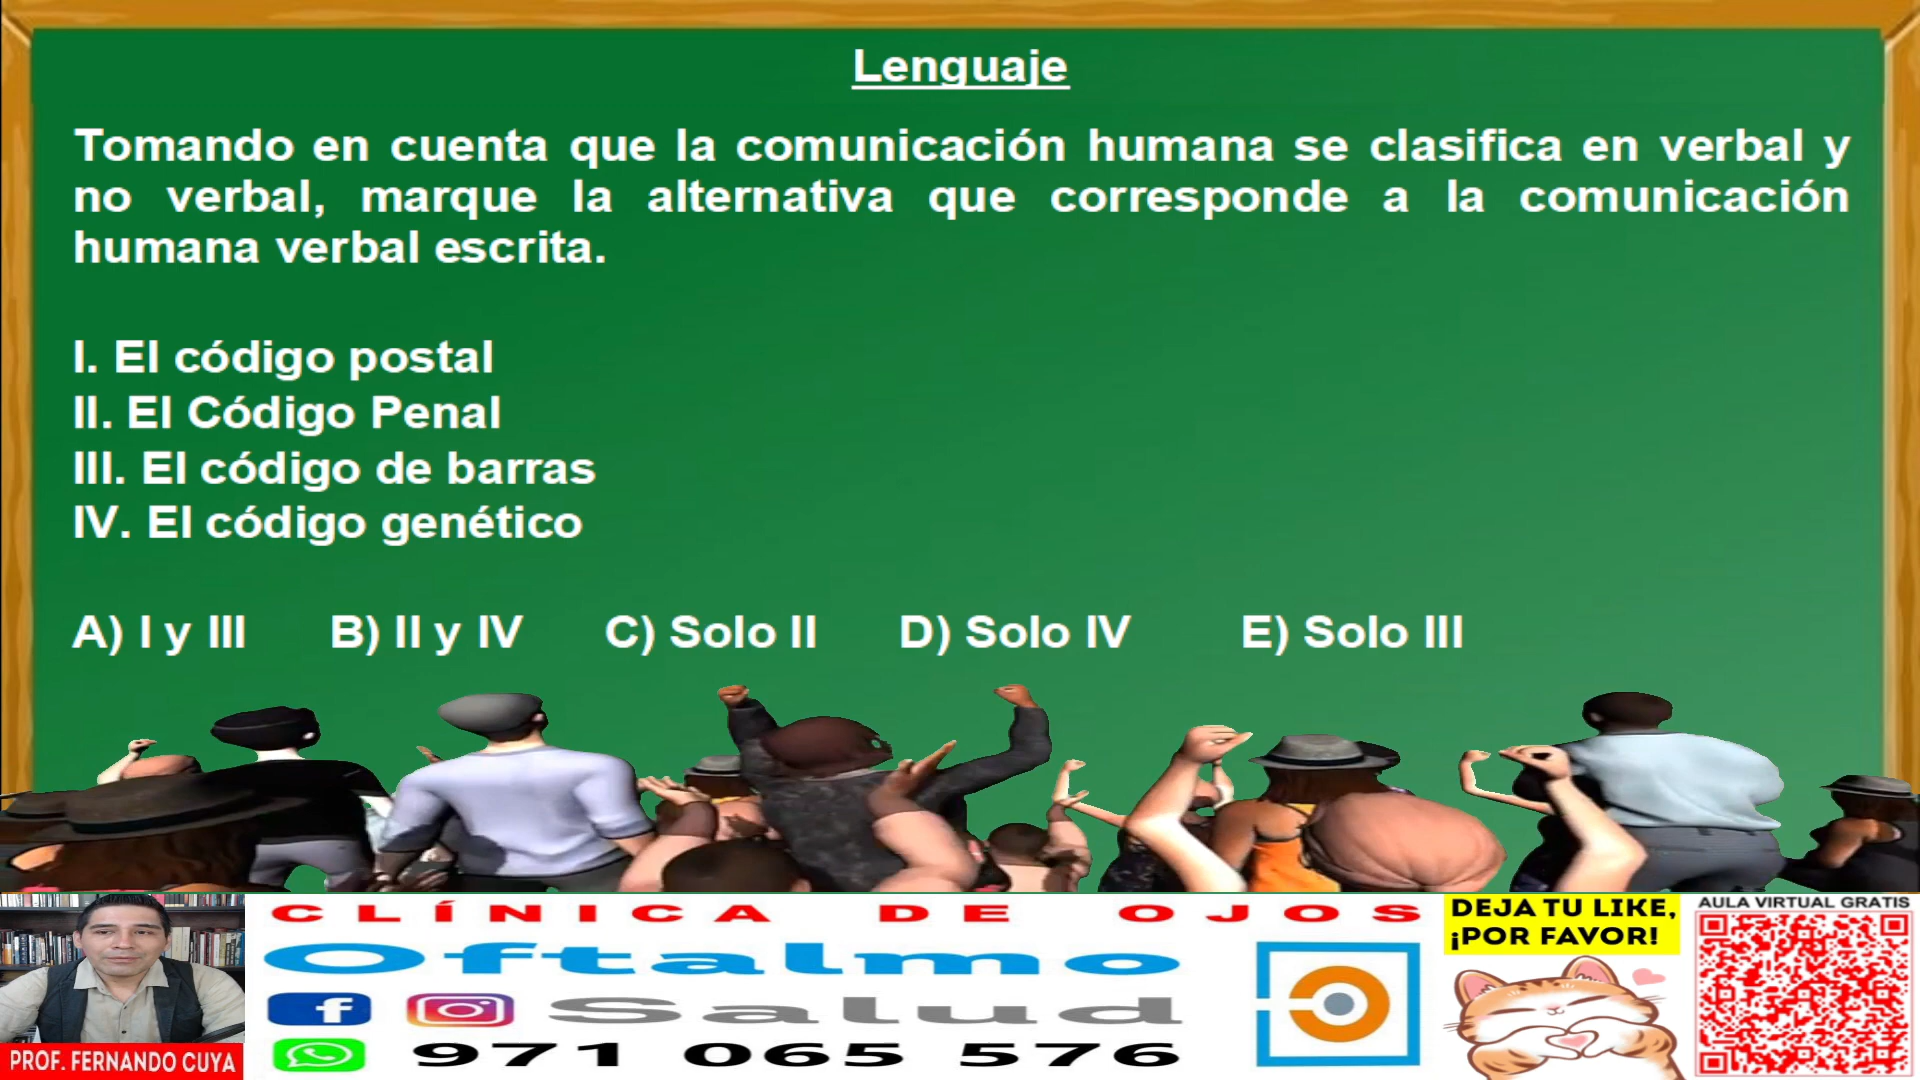 Lenguaje
Tomando en cuenta que la comunicación humana se clasifica en verbal y
no verbal, marque la alternativa que corresponde a la comunicación
humana verbal escrita.
I. El código postal
II. El Código Penal
III. El código de barras
IV. El código genético
A) I y III B) II y IV C) Solo II D) Solo IV E) Solo III
PROF. FERNANDO CUYA
CLÍNICA DE OJOS
Oftalmo
Salud
971 065 576
DEJA TU LIKE,
¡POR FAVOR!
AULA VIRTUAL GRATIS